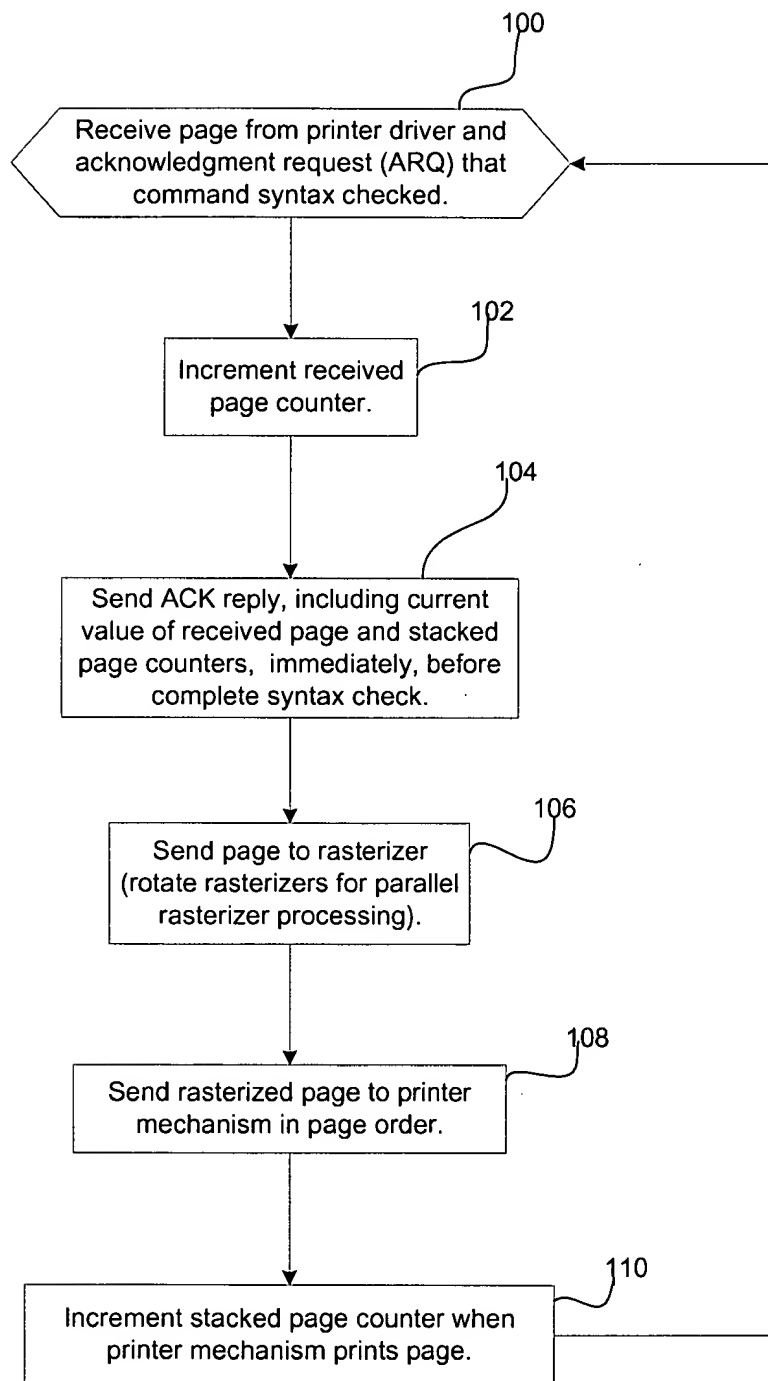 100
Receive page from printer driver and
acknowledgment request (ARQ) that
command syntax checked.
102
Increment received
page counter.
104
Send ACK reply, including current
value of received page and stacked
page counters, immediately, before
complete syntax check.
106
Send page to rasterizer
(rotate rasterizers for parallel
rasterizer processing).
108
Send rasterized page to printer
mechanism in page order.
110
Increment stacked page counter when
printer mechanism prints page.